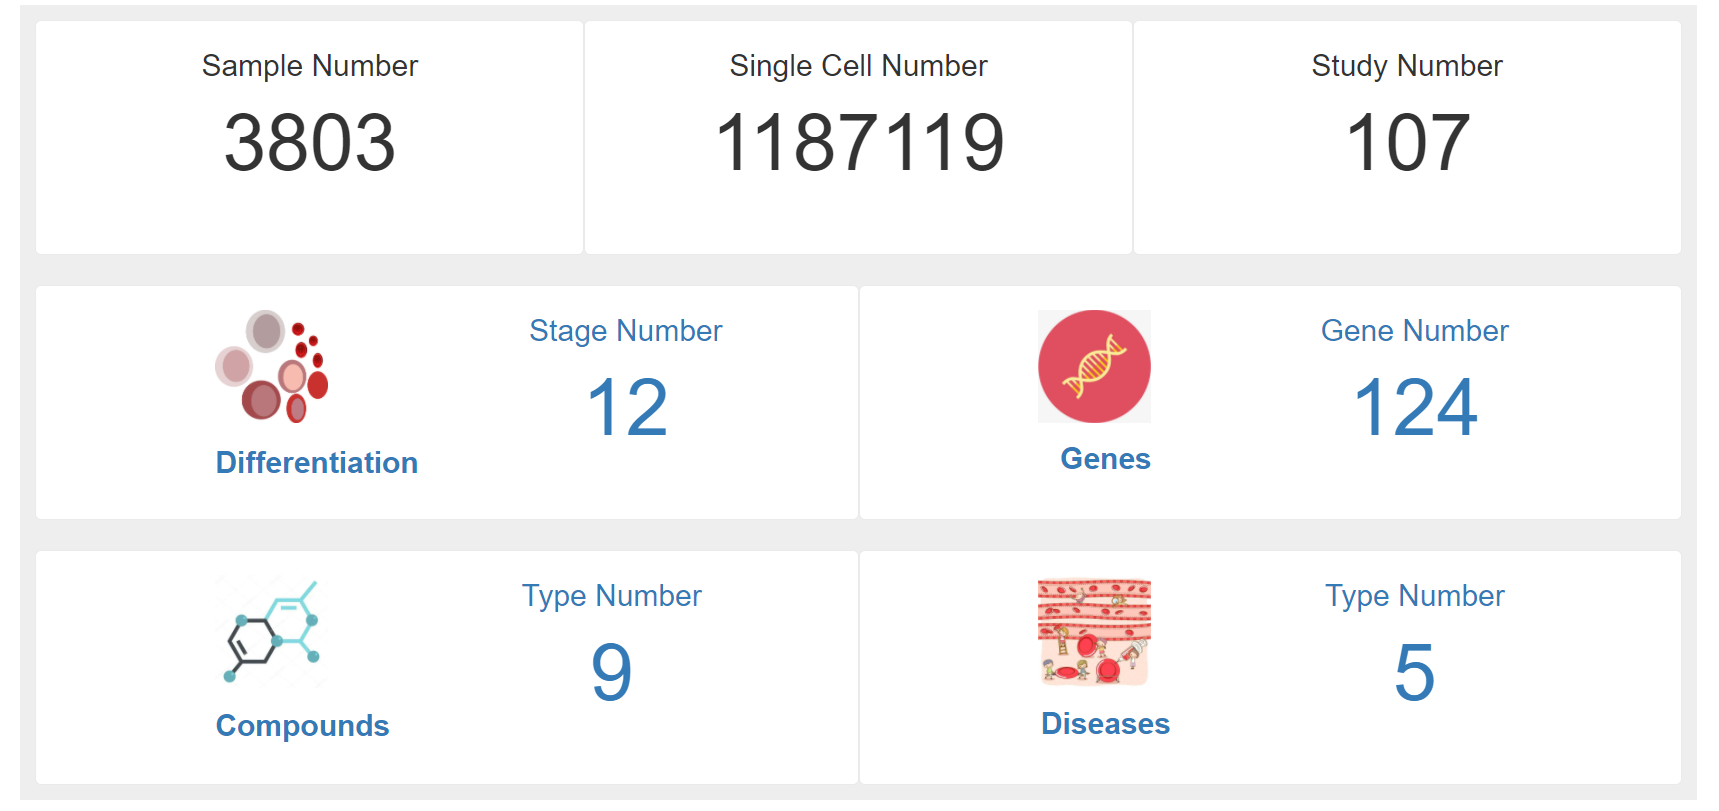 Sample Number
3803
Single Cell Number
1187119
Study Number
107
Differentiation
Stage Number
12
Genes
Gene Number
124
Compounds
Type Number
9
Diseases
Type Number
5